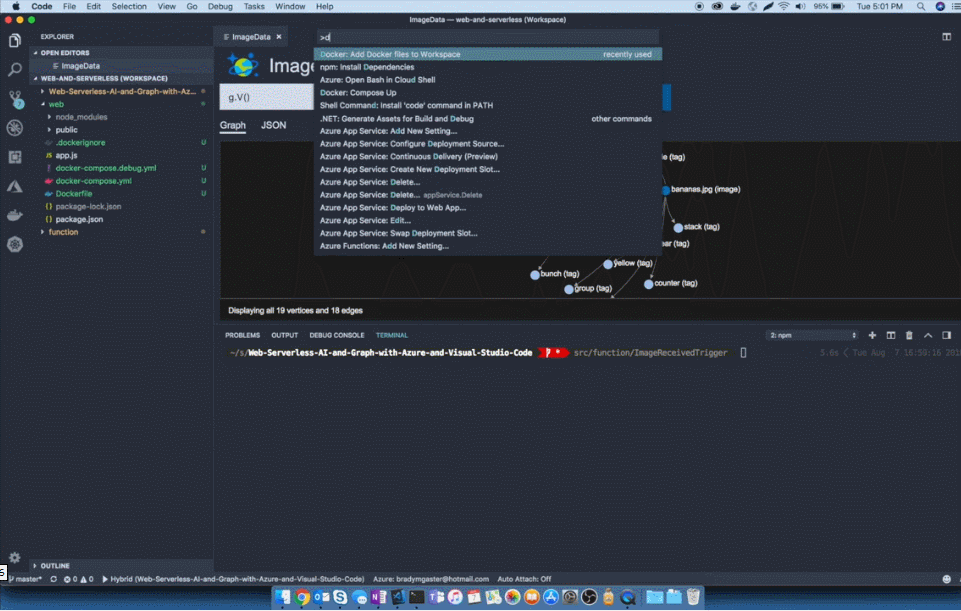 Code File Edit Selection View Go Debug Tasks Window Help 95% Tue 5:01 PM
ImageData — web-and-serverless (Workspace)
EXPLORER
OPEN EDITORS
ImageData
WEB-AND-SERVERLESS (WORKSPACE)
Web-Serverless-AI-and-Graph-with-Az...
web
node_modules
public
.dockerignore U
JS app.js
docker-compose.debug.yml U
docker-compose.yml U
Dockerfile U
{} package-lock.json
{} package.json
function
OUTLINE
ImageData ×
>d
Docker: Add Docker files to Workspace recently used
npm: Install Dependencies
Azure: Open Bash in Cloud Shell
Docker: Compose Up
Shell Command: Install 'code' command in PATH
.NET: Generate Assets for Build and Debug other commands
Azure App Service: Add New Setting...
Azure App Service: Configure Deployment Source...
Azure App Service: Continuous Delivery (Preview)
Azure App Service: Create New Deployment Slot...
Azure App Service: Delete...
Azure App Service: Delete... appService.Delete
Azure App Service: Deploy to Web App...
Azure App Service: Edit...
Azure App Service: Swap Deployment Slot...
Azure Functions: Add New Setting...
Image
g.V()
Graph JSON
(tag)
bananas.jpg (image)
stack (tag)
(tag)
yellow (tag)
bunch (tag)
counter (tag)
group (tag)
Displaying all 19 vertices and 18 edges
PROBLEMS OUTPUT DEBUG CONSOLE TERMINAL 2: npm
~/s/Web-Serverless-AI-and-Graph-with-Azure-and-Visual-Studio-Code src/function/ImageReceivedTrigger 5.6s Tue Aug 7 16:59:16
master* 0 0 Hybrid (Web-Serverless-AI-and-Graph-with-Azure-and-Visual-Studio-Code) Azure: bradymgaster@hotmail.com Auto Attach: Off